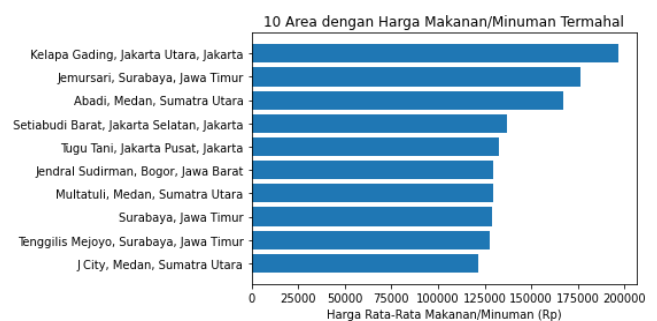 10 Area dengan Harga Makanan/Minuman Termahal
Kelapa Gading, Jakarta Utara, Jakarta
Jemursari, Surabaya, Jawa Timur
Abadi, Medan, Sumatra Utara
Setiabudi Barat, Jakarta Selatan, Jakarta
Tugu Tani, Jakarta Pusat, Jakarta
Jendral Sudirman, Bogor, Jawa Barat
Multatuli, Medan, Sumatra Utara
Surabaya, Jawa Timur
Tenggilis Mejoyo, Surabaya, Jawa Timur
J City, Medan, Sumatra Utara
0 25000 50000 75000 100000 125000 150000 175000 200000
Harga Rata-Rata Makanan/Minuman (Rp)